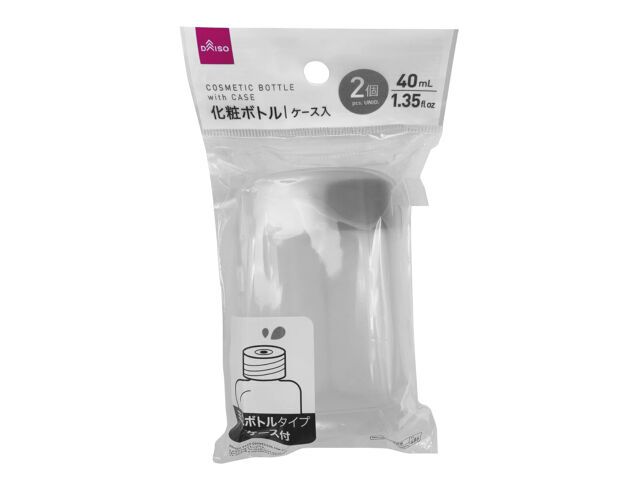 DAISO
COSMETIC BOTTLE
with CASE
化粧ボトル ケース入
2個
pcs. UNID.
40mL
1.35fl oz
ボトルタイプ
ケース付